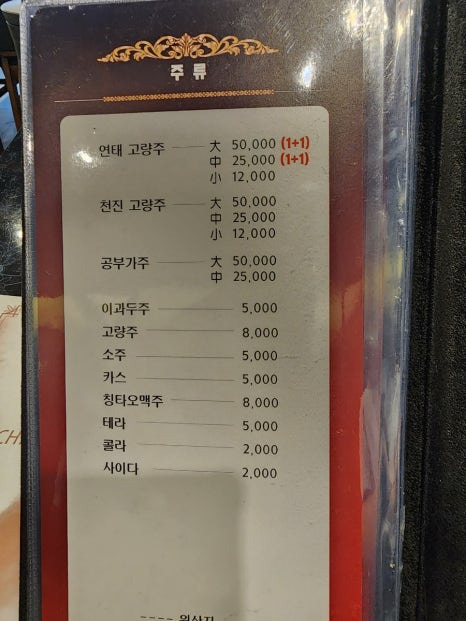 주 류
연태 고량주 大 50,000 (1+1)
中 25,000 (1+1)
小 12,000
천진 고량주 大 50,000
中 25,000
小 12,000
공부가주 大 50,000
中 25,000
이과두주 5,000
고량주 8,000
소주 5,000
카스 5,000
칭타오맥주 8,000
테라 5,000
콜라 2,000
사이다 2,000